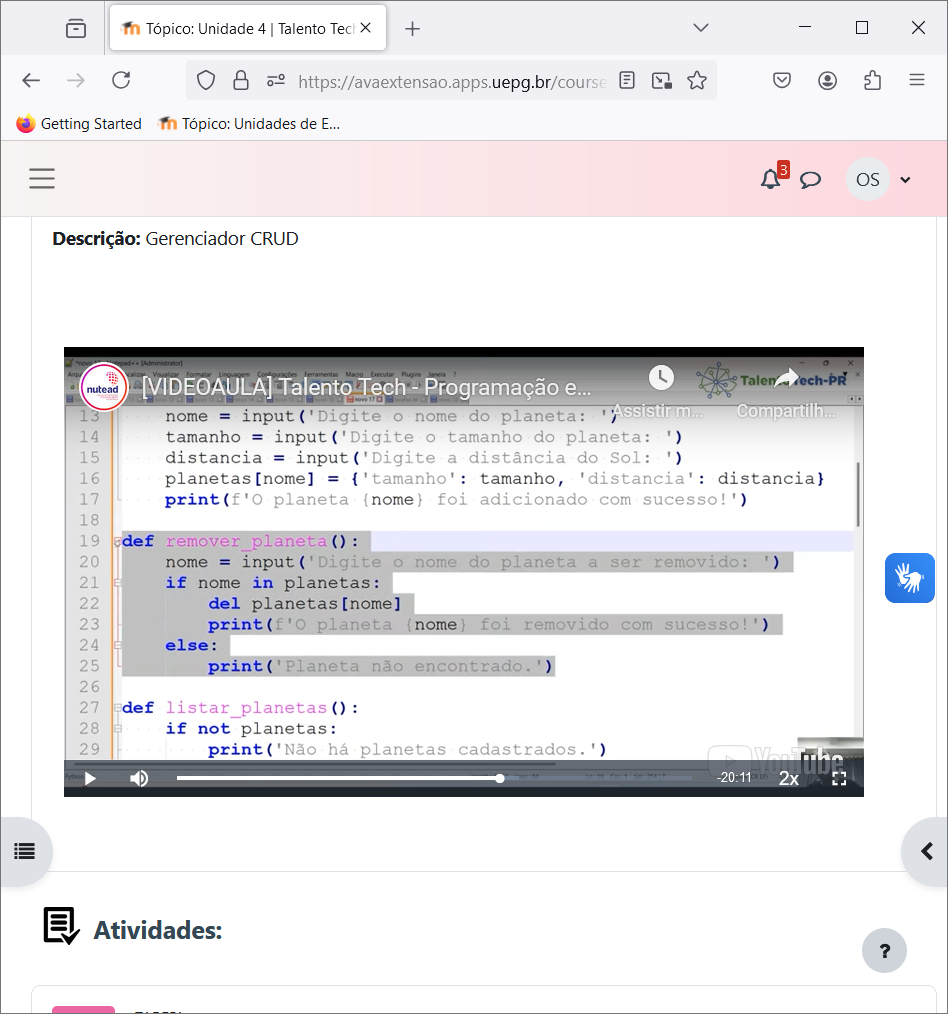 Tópico: Unidade 4 | Talento Tec
https://avaextensao.apps.uepg.br/course
Getting Started
Tópico: Unidades de E...
3
OS
Descrição: Gerenciador CRUD
nutead
[VIDEOAULA] Talento Tech - Programação e...
Talento Tech-PR
Assistir m...
Compartilh...
13 nome = input('Digite o nome do planeta: ')
14 tamanho = input('Digite o tamanho do planeta: ')
15 distancia = input('Digite a distância do Sol: ')
16 planetas[nome] = {'tamanho': tamanho, 'distancia': distancia}
17 print(f'O planeta {nome} foi adicionado com sucesso!')
18
19 def remover_planeta():
20 nome = input('Digite o nome do planeta a ser removido: ')
21 if nome in planetas:
22 del planetas[nome]
23 print(f'O planeta {nome} foi removido com sucesso!')
24 else:
25 print('Planeta não encontrado.')
26
27 def listar_planetas():
28 if not planetas:
29 print('Não há planetas cadastrados.')
YouTube
-20:11
2x
Atividades:
?